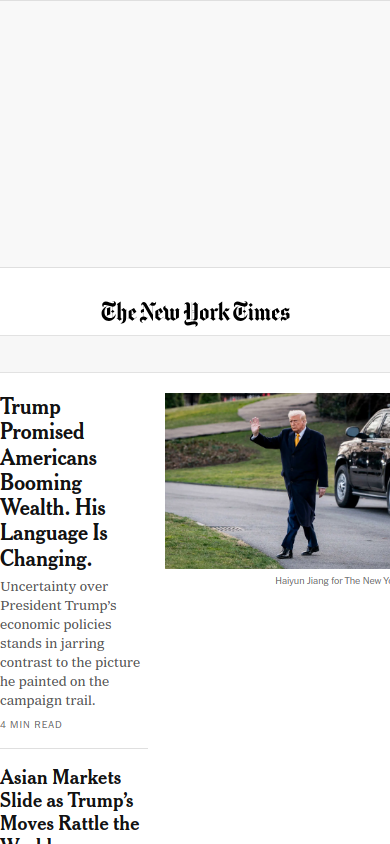 The New York Times
Trump
Promised
Americans
Booming
Wealth. His
Language Is
Changing.
Uncertainty over
President Trump's
economic policies
stands in jarring
contrast to the picture
he painted on the
campaign trail.
4 MIN READ
Haiyun Jiang for The New
Asian Markets
Slide as Trump’s
Moves Rattle the